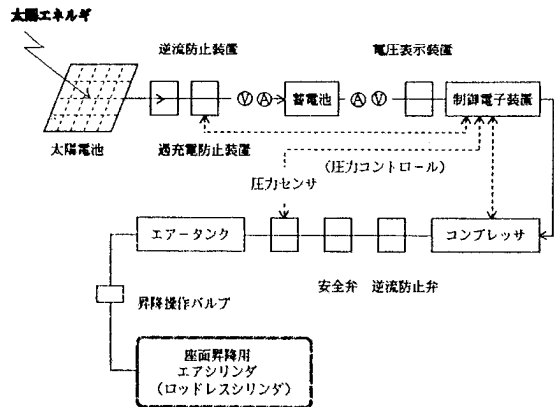 太陽エネルギ
逆流防止装置
電圧表示装置
Ⓥ Ⓐ
蓄電池
Ⓐ Ⓥ
制御電子装置
太陽電池
過充電防止装置
(圧力コントロール)
圧力センサ
エアータンク
コンプレッサ
安全弁 逆流防止弁
昇降操作バルブ
座面昇降用
エアシリンダ
(ロッドレスシリンダ)